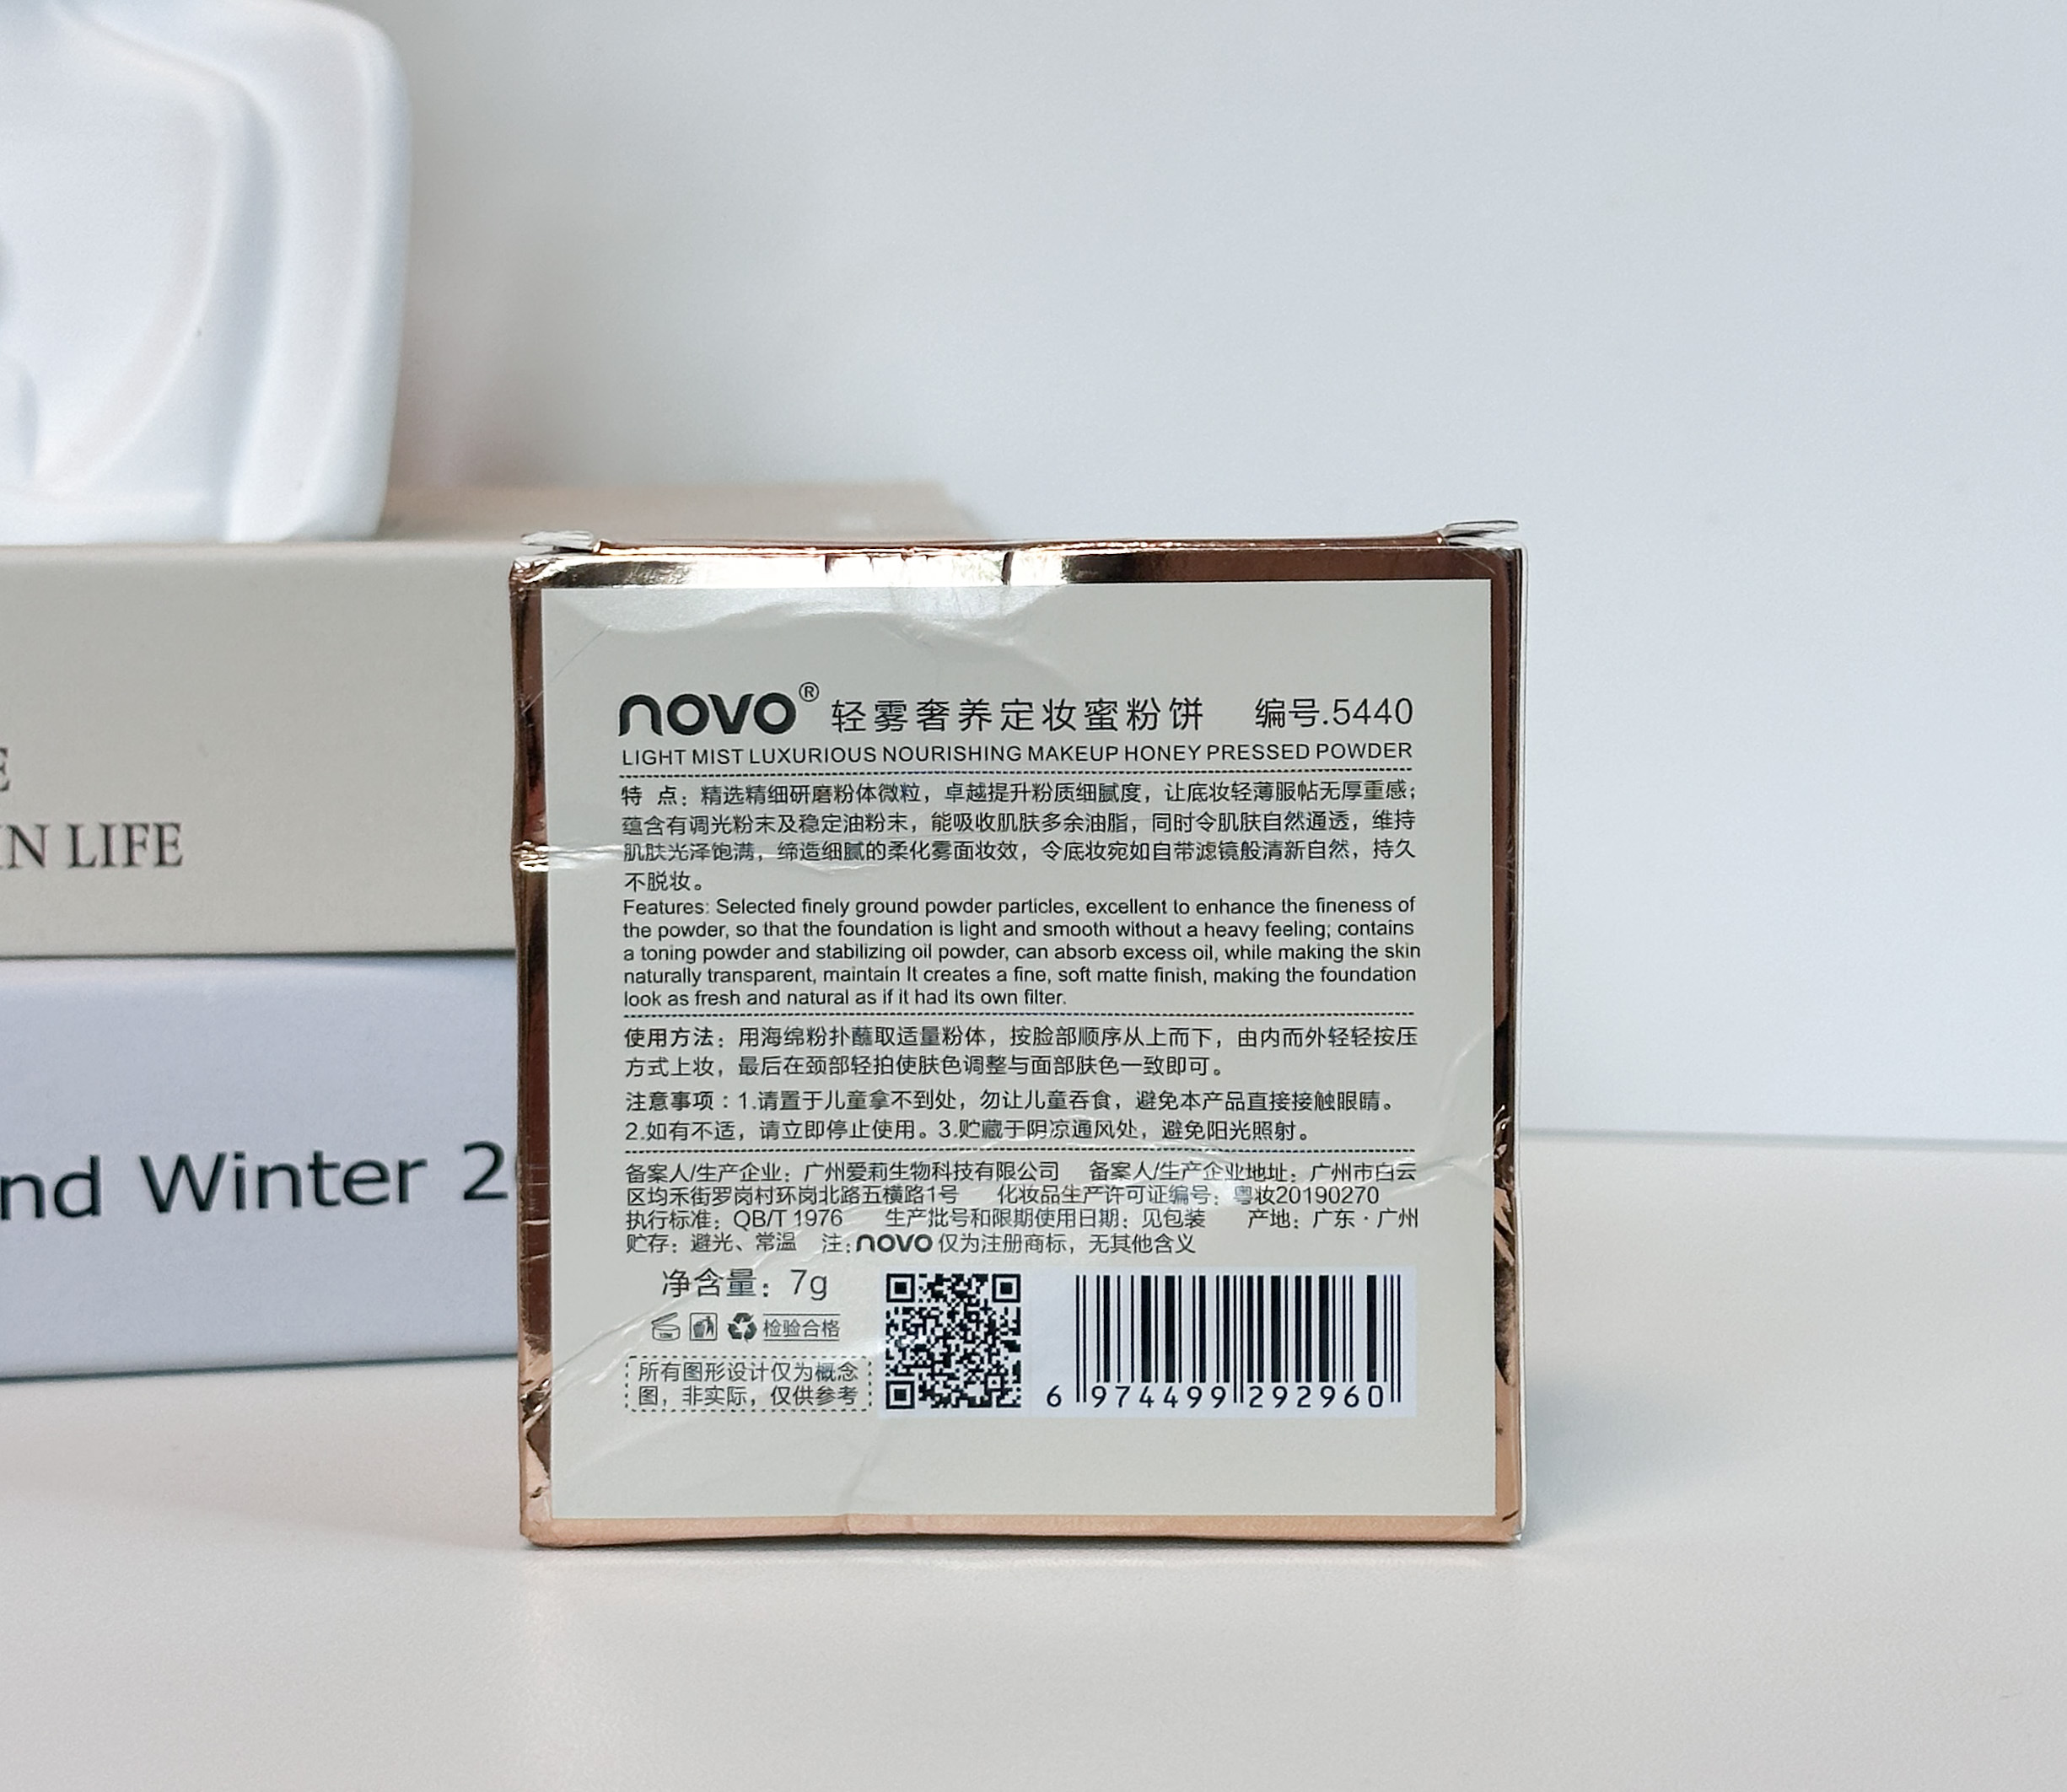 E
IN LIFE
nd Winter 2
novo® 轻雾奢养定妆蜜粉饼 编号.5440
LIGHT MIST LUXURIOUS NOURISHING MAKEUP HONEY PRESSED POWDER
特 点：精选精细研磨粉体微粒，卓越提升粉质细腻度，让底妆轻薄服帖无厚重感；
蕴含有调光粉末及稳定油粉末，能吸收肌肤多余油脂，同时令肌肤自然通透，维持
肌肤光泽饱满，缔造细腻的柔化雾面妆效，令底妆宛如自带滤镜般清新自然，持久
不脱妆。
Features: Selected finely ground powder particles, excellent to enhance the fineness of
the powder, so that the foundation is light and smooth without a heavy feeling; contains
a toning powder and stabilizing oil powder, can absorb excess oil, while making the skin
naturally transparent, maintain It creates a fine, soft matte finish, making the foundation
look as fresh and natural as if it had its own filter.
使用方法：用海绵粉扑蘸取适量粉体，按脸部顺序从上而下，由内而外轻轻按压
方式上妆，最后在颈部轻拍使肤色调整与面部肤色一致即可。
注意事项：1.请置于儿童拿不到处，勿让儿童吞食，避免本产品直接接触眼睛。
2.如有不适，请立即停止使用。3.贮藏于阴凉通风处，避免阳光照射。
备案人/生产企业：广州爱莉生物科技有限公司 备案人/生产企业地址：广州市白云
区均禾街罗岗村环岗北路五横路1号 化妆品生产许可证编号：粤妆20190270
执行标准：QB/T 1976 生产批号和限期使用日期：见包装 产地：广东·广州
贮存：避光、常温 注：novo 仅为注册商标，无其他含义
净含量：7g
12M 检验合格
所有图形设计仅为概念
图，非实际，仅供参考
6 974499 292960